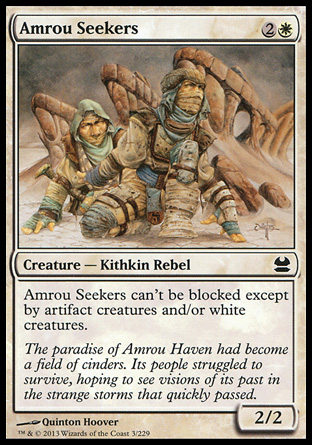 Amrou Seekers 2
Creature — Kithkin Rebel
Amrou Seekers can't be blocked except
by artifact creatures and/or white
creatures.
The paradise of Amrou Haven had become
a field of cinders. Its people struggled to
survive, hoping to see visions of its past in
the strange storms that quickly passed.
Quinton Hoover
™ & © 2013 Wizards of the Coast 3/229
2/2